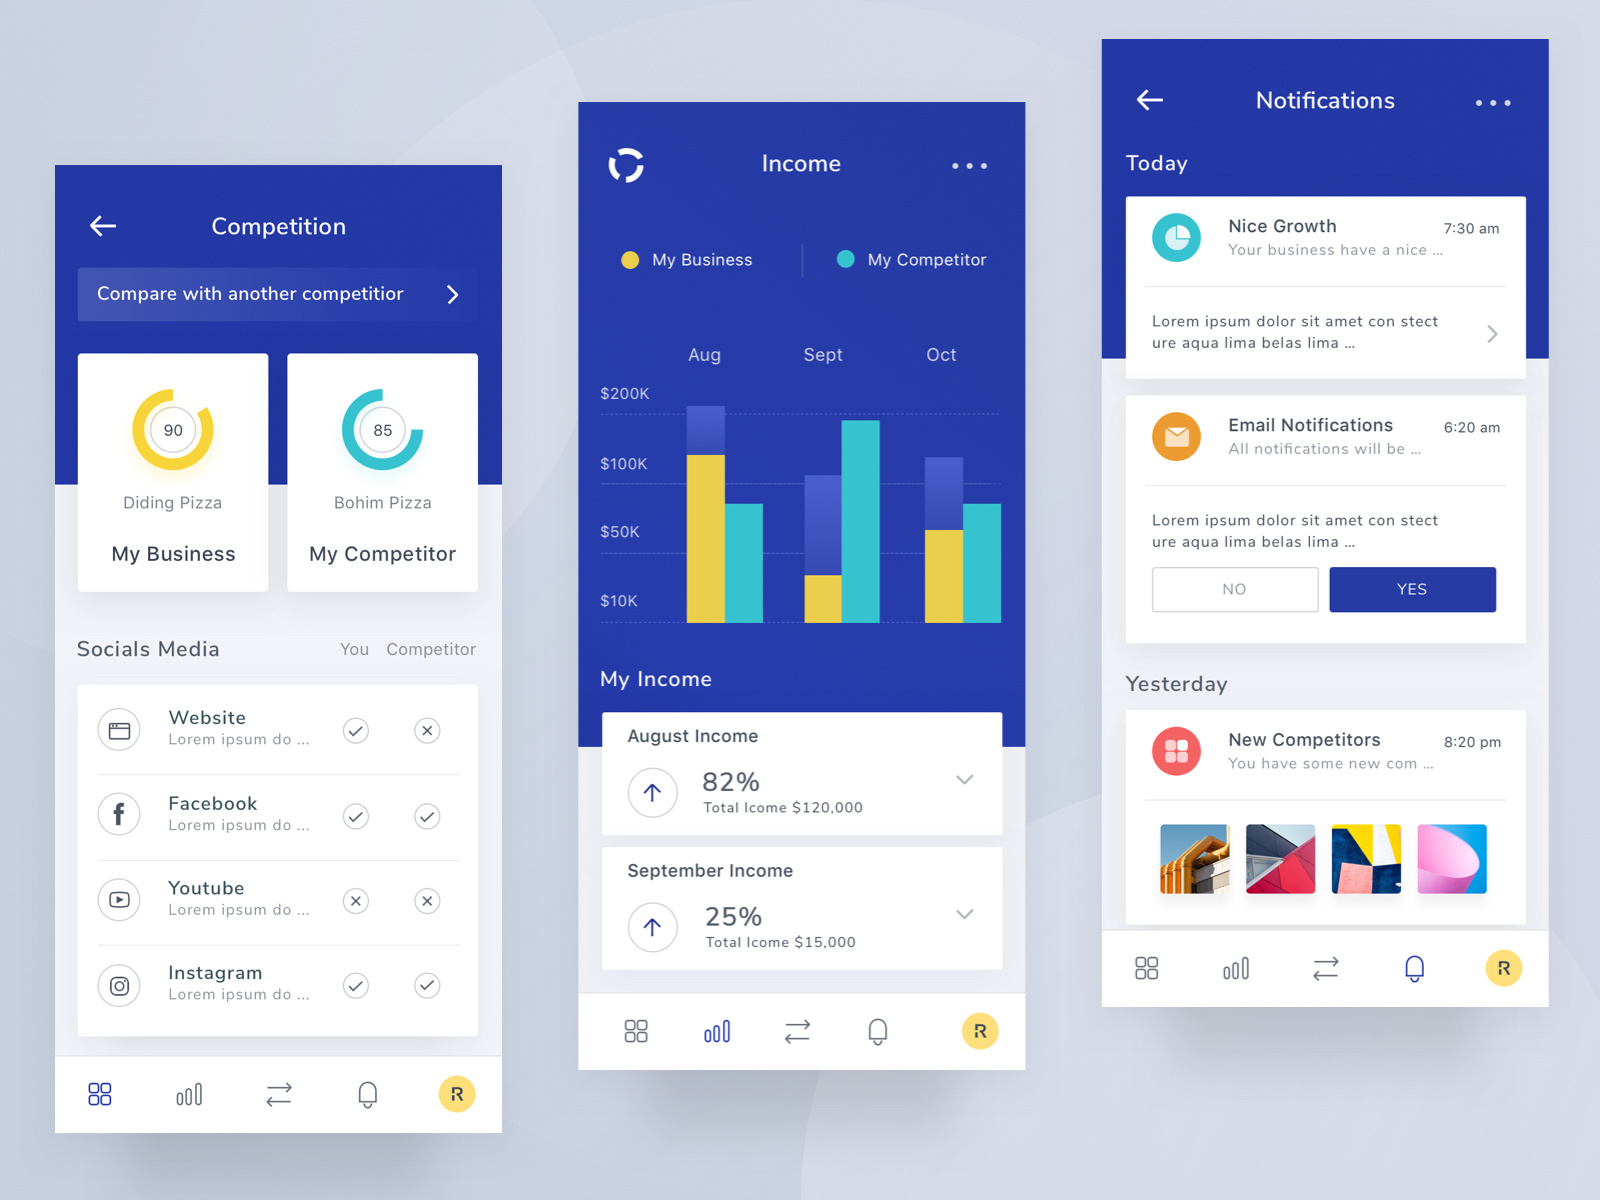 Competition
Compare with another competitior
90
85
Diding Pizza
Bohim Pizza
My Business
My Competitor
Socials Media
You
Competitor
Website
Lorem ipsum do ...
Facebook
Lorem ipsum do ...
Youtube
Lorem ipsum do ...
Instagram
Lorem ipsum do ...
R
Income
My Business
My Competitor
Aug
Sept
Oct
$200K
$100K
$50K
$10K
My Income
August Income
82%
Total Icome $120,000
September Income
25%
Total Icome $15,000
R
Notifications
Today
Nice Growth
7:30 am
Your business have a nice ...
Lorem ipsum dolor sit amet con stect
ure aqua lima belas lima ...
Email Notifications
6:20 am
All notifications will be ...
Lorem ipsum dolor sit amet con stect
ure aqua lima belas lima ...
NO
YES
Yesterday
New Competitors
8:20 pm
You have some new com ...
R